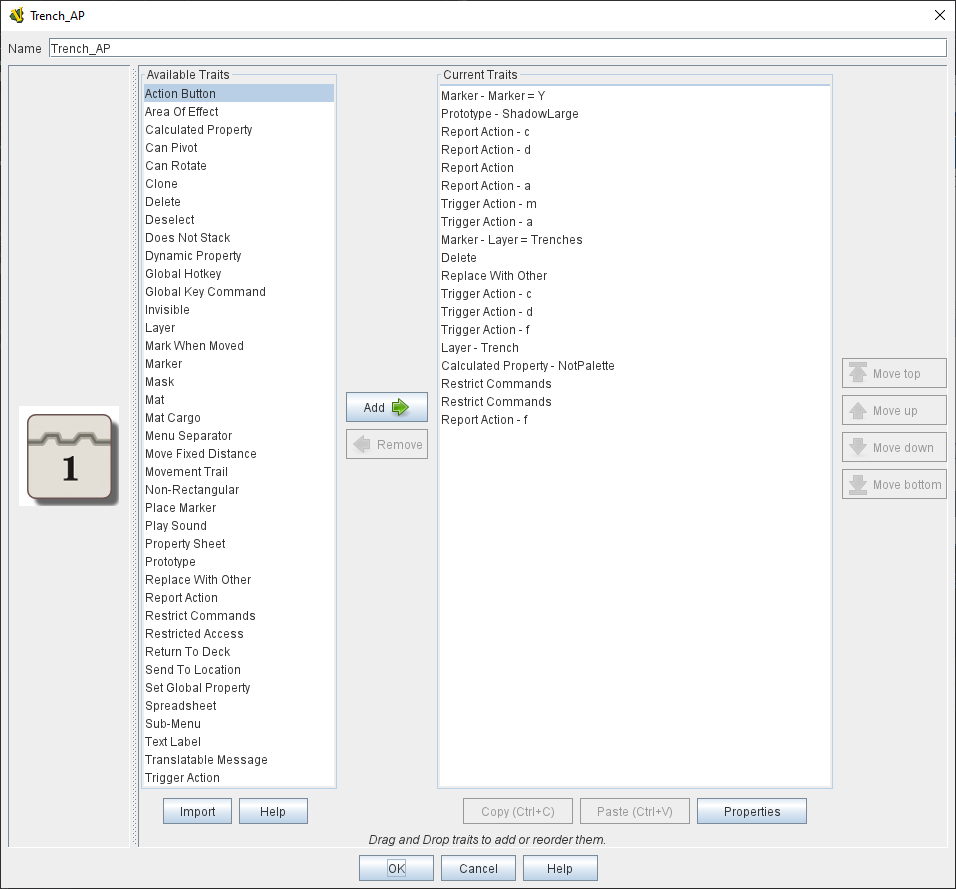 Trench_AP
Name Trench_AP
Available Traits
Action Button
Area Of Effect
Calculated Property
Can Pivot
Can Rotate
Clone
Delete
Deselect
Does Not Stack
Dynamic Property
Global Hotkey
Global Key Command
Invisible
Layer
Mark When Moved
Marker
Mask
Mat
Mat Cargo
Menu Separator
Move Fixed Distance
Movement Trail
Non-Rectangular
Place Marker
Play Sound
Property Sheet
Prototype
Replace With Other
Report Action
Restrict Commands
Restricted Access
Return To Deck
Send To Location
Set Global Property
Spreadsheet
Sub-Menu
Text Label
Translatable Message
Trigger Action
Import Help
1
Add
Remove
Current Traits
Marker - Marker = Y
Prototype - ShadowLarge
Report Action - c
Report Action - d
Report Action
Report Action - a
Trigger Action - m
Trigger Action - a
Marker - Layer = Trenches
Delete
Replace With Other
Trigger Action - c
Trigger Action - d
Trigger Action - f
Layer - Trench
Calculated Property - NotPalette
Restrict Commands
Restrict Commands
Report Action - f
Move top
Move up
Move down
Move bottom
Copy (Ctrl+C) Paste (Ctrl+V) Properties
Drag and Drop traits to add or reorder them.
OK Cancel Help